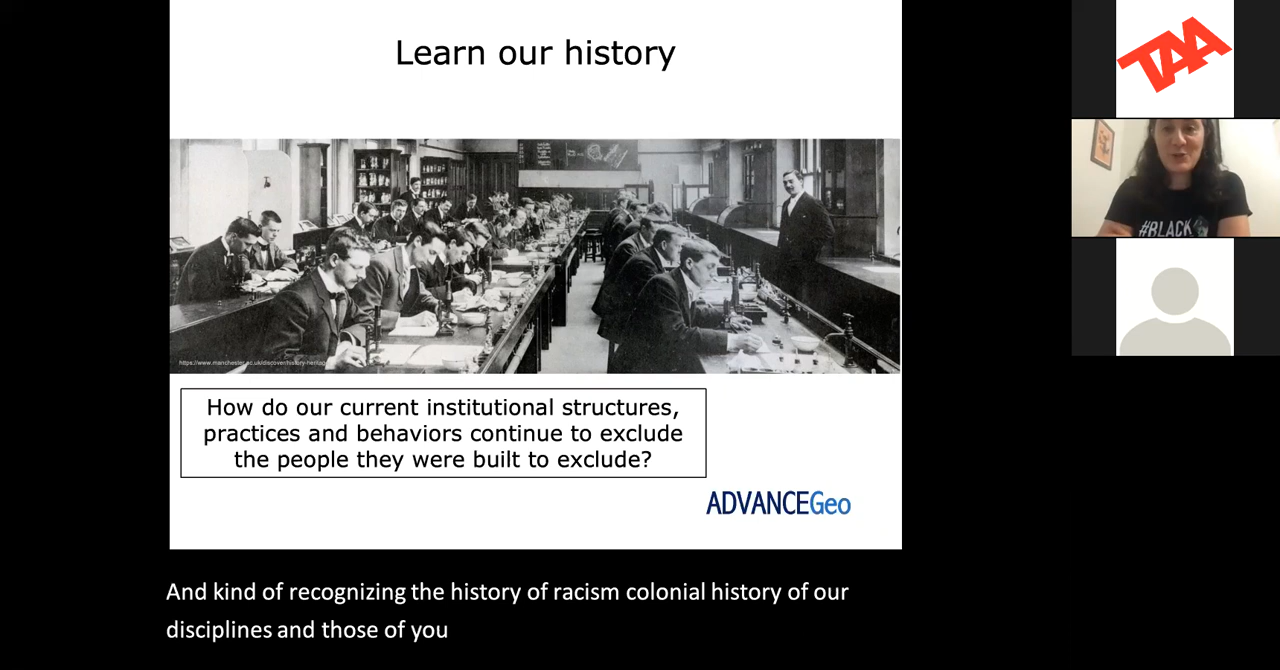 Learn our history
TAA
#BLACK
https://www.manchester.ac.uk/discover/history-heritage
How do our current institutional structures,
practices and behaviors continue to exclude
the people they were built to exclude?
ADVANCEGeo
And kind of recognizing the history of racism colonial history of our
disciplines and those of you